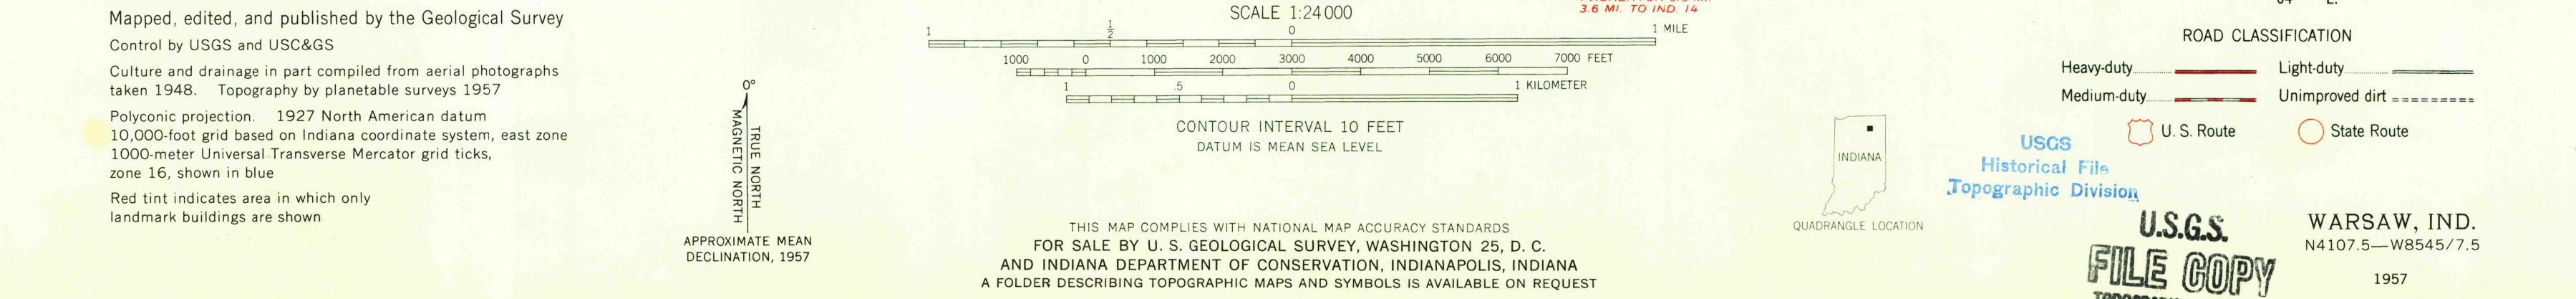 Mapped, edited, and published by the Geological Survey
Control by USGS and USC&GS
Culture and drainage in part compiled from aerial photographs
taken 1948. Topography by planetable surveys 1957
Polyconic projection. 1927 North American datum
10,000-foot grid based on Indiana coordinate system, east zone
1000-meter Universal Transverse Mercator grid ticks,
zone 16, shown in blue
Red tint indicates area in which only
landmark buildings are shown
0°
TRUE NORTH
MAGNETIC NORTH
APPROXIMATE MEAN
DECLINATION, 1957
SCALE 1:24 000
1 1/2 0 1 MILE
1000 0 1000 2000 3000 4000 5000 6000 7000 FEET
1 .5 0 1 KILOMETER
CONTOUR INTERVAL 10 FEET
DATUM IS MEAN SEA LEVEL
THIS MAP COMPLIES WITH NATIONAL MAP ACCURACY STANDARDS
FOR SALE BY U. S. GEOLOGICAL SURVEY, WASHINGTON 25, D. C.
AND INDIANA DEPARTMENT OF CONSERVATION, INDIANAPOLIS, INDIANA
A FOLDER DESCRIBING TOPOGRAPHIC MAPS AND SYMBOLS IS AVAILABLE ON REQUEST
3.6 MI. TO IND. 14
INDIANA
QUADRANGLE LOCATION
ROAD CLASSIFICATION
Heavy-duty Light-duty
Medium-duty Unimproved dirt
U. S. Route State Route
USGS
Historical File
Topographic Division
U.S.G.S.
FILE COPY
WARSAW, IND.
N4107.5—W8545/7.5
1957